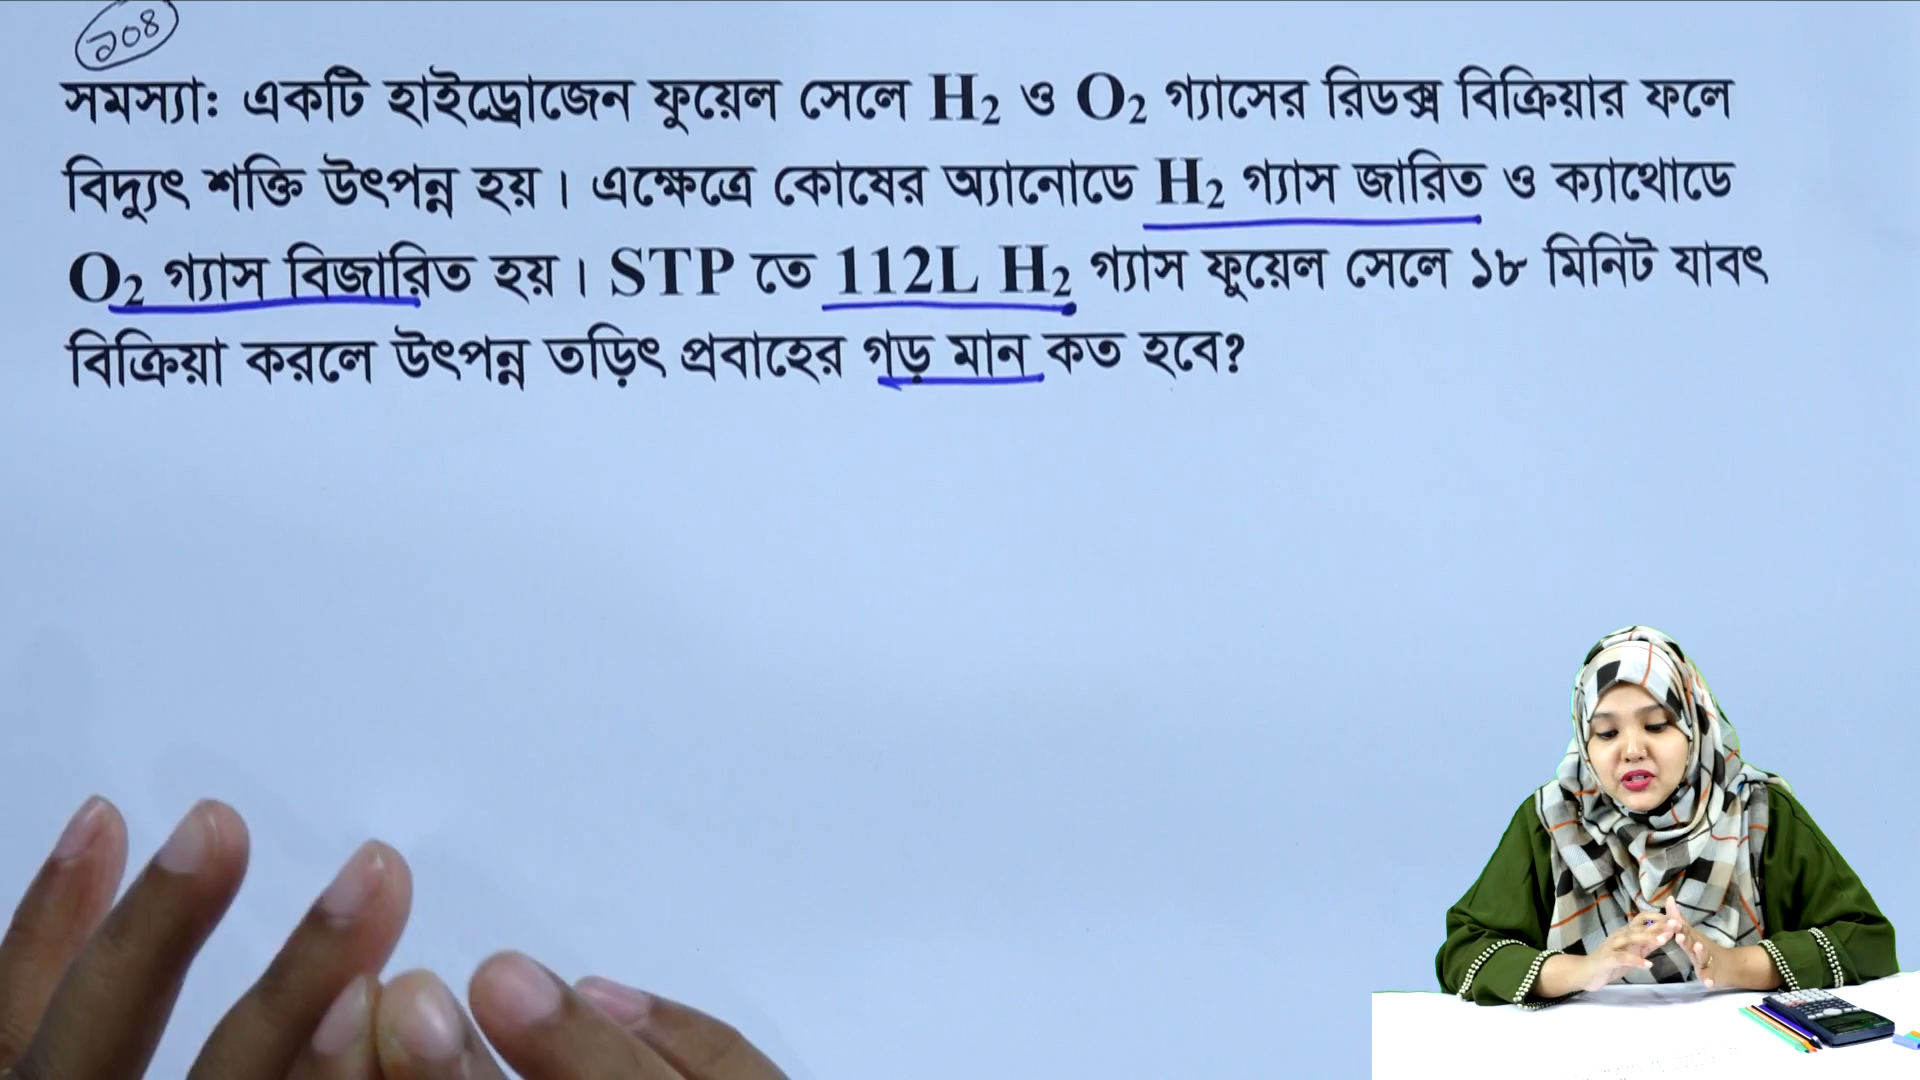 ১০৪
সমস্যা: একটি হাইড্রোজেন ফুয়েল সেলে H₂ ও O₂ গ্যাসের রিডক্স বিক্রিয়ার ফলে
বিদ্যুৎ শক্তি উৎপন্ন হয়। এক্ষেত্রে কোষের অ্যানোডে H₂ গ্যাস জারিত ও ক্যাথোডে
O₂ গ্যাস বিজারিত হয়। STP তে 112L H₂ গ্যাস ফুয়েল সেলে ১৮ মিনিট যাবৎ
বিক্রিয়া করলে উৎপন্ন তড়িৎ প্রবাহের গড় মান কত হবে?